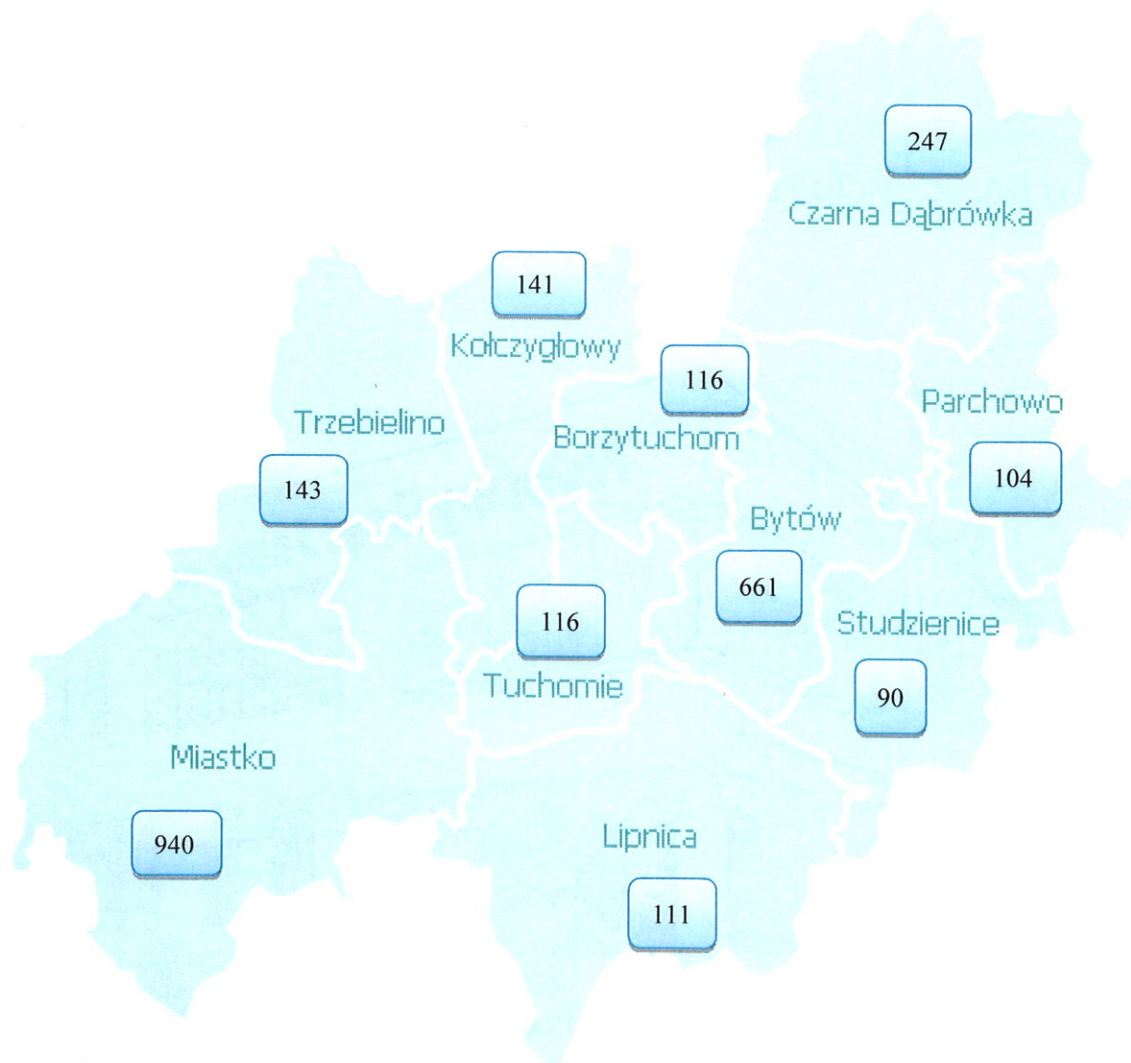 247
Czarna Dąbrówka
141
Kołczygłowy
116
Borzytuchom
Parchowo
104
Trzebielino
143
Bytów
661
116
Tuchomie
Studzienice
90
Miastko
940
Lipnica
111